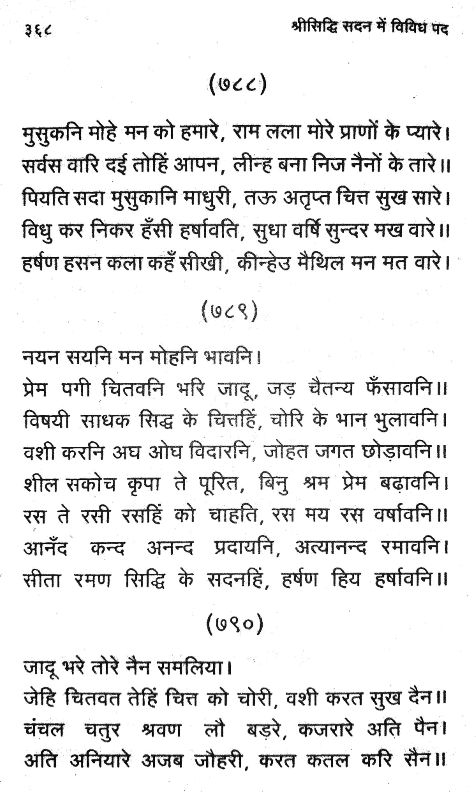 ३६८
श्रीसिद्धि सदन में विविध पद
(७८८)
मुसुकनि मोहे मन को हमारे, राम लला मोरे प्राणों के प्यारे।
सर्वस वारि दई तोहिं आपन, लीन्ह बना निज नैनों के तारे॥
पियति सदा मुसुकानि माधुरी, तऊ अतृप्त चित्त सुख सारे।
विधु कर निकर हँसी हर्षावति, सुधा वर्षि सुन्दर मख वारे॥
हर्षण हसन कला कहँ सीखी, कीन्हेउ मैथिल मन मत वारे।
(७८९)
नयन सयनि मन मोहनि भावनि।
प्रेम पगी चितवनि भरि जादू, जड़ चैतन्य फँसावनि॥
विषयी साधक सिद्ध के चित्तहिं, चोरि के भान भुलावनि।
वशी करनि अघ ओघ विदारनि, जोहत जगत छोड़ावनि॥
शील सकोच कृपा ते पूरित, बिनु श्रम प्रेम बढ़ावनि।
रस ते रसी रसहिं को चाहति, रस मय रस वर्षावनि॥
आनँद कन्द अनन्द प्रदायनि, अत्यानन्द रमावनि।
सीता रमण सिद्धि के सदनहिं, हर्षण हिय हर्षावनि॥
(७९०)
जादू भरे तोरे नैन समलिया।
जेहि चितवत तेहिं चित्त को चोरी, वशी करत सुख दैन॥
चंचल चतुर श्रवण लौ बड़रे, कजरारे अति पैन।
अति अनियारे अजब जौहरी, करत कतल करि सैन॥